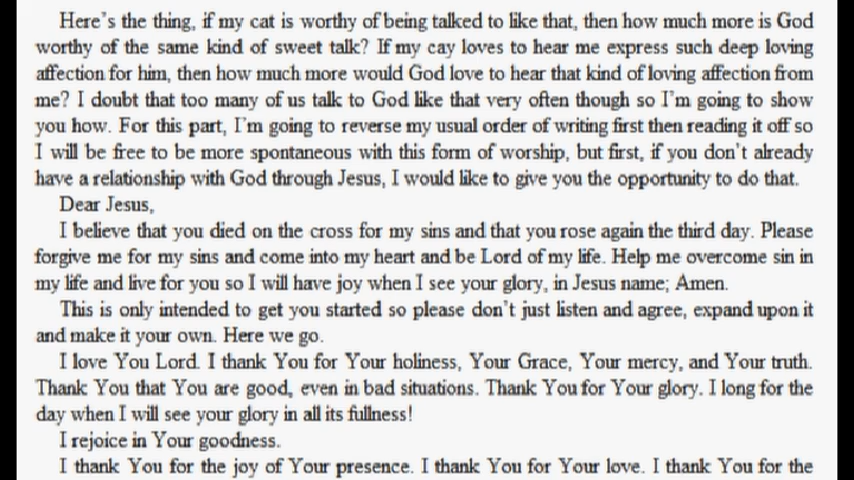 Here's the thing, if my cat is worthy of being talked to like that, then how much more is God
worthy of the same kind of sweet talk? If my cay loves to hear me express such deep loving
affection for him, then how much more would God love to hear that kind of loving affection from
me? I doubt that too many of us talk to God like that very often though so I'm going to show
you how. For this part, I'm going to reverse my usual order of writing first then reading it off so
I will be free to be more spontaneous with this form of worship, but first, if you don't already
have a relationship with God through Jesus, I would like to give you the opportunity to do that.
Dear Jesus,
I believe that you died on the cross for my sins and that you rose again the third day. Please
forgive me for my sins and come into my heart and be Lord of my life. Help me overcome sin in
my life and live for you so I will have joy when I see your glory, in Jesus name; Amen.
This is only intended to get you started so please don't just listen and agree, expand upon it
and make it your own. Here we go.
I love You Lord. I thank You for Your holiness, Your Grace, Your mercy, and Your truth.
Thank You that You are good, even in bad situations. Thank You for Your glory. I long for the
day when I will see your glory in all its fullness!
I rejoice in Your goodness.
I thank You for the joy of Your presence. I thank You for Your love. I thank You for the